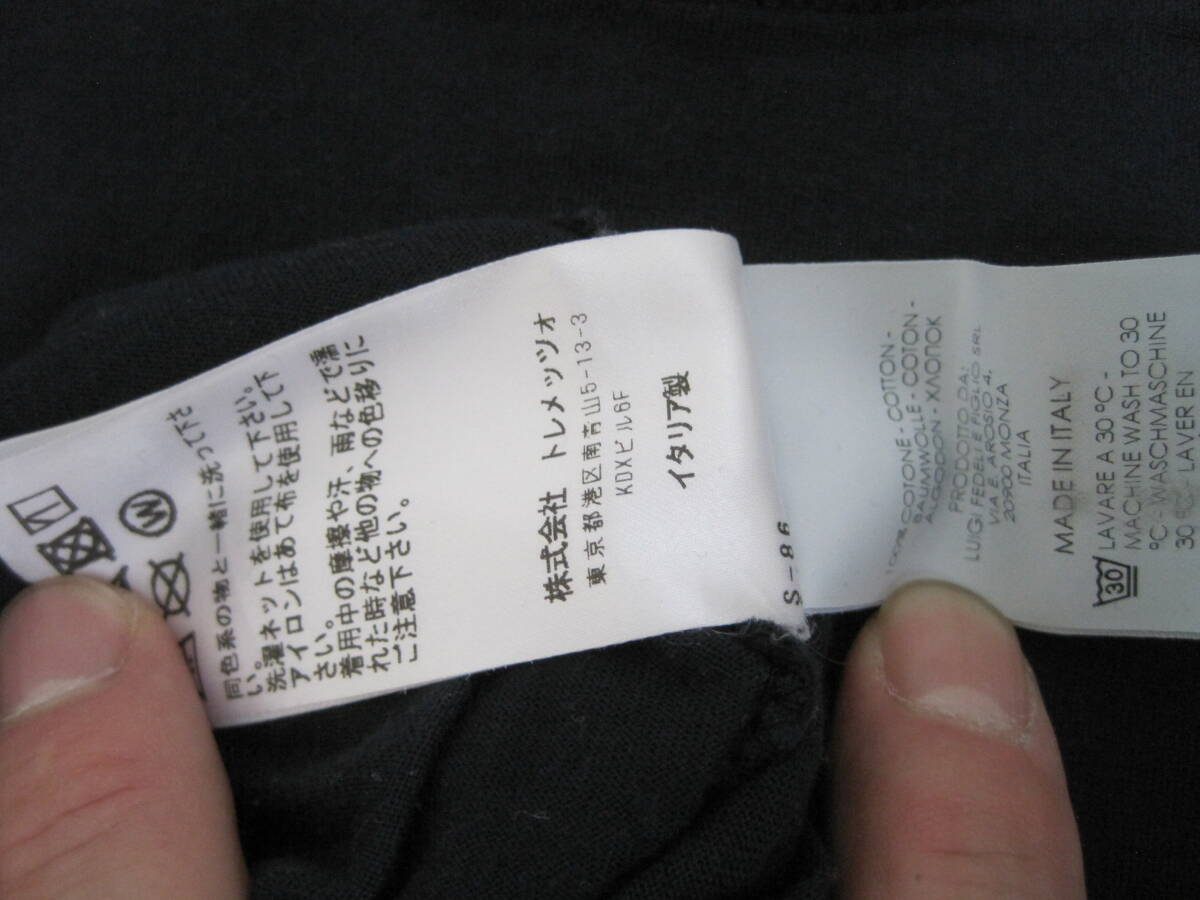 同色系の物と一緒に洗って下さ
い。
洗濯ネットを使用して下さい。
アイロンはあて布を使用して下
さい。
着用中の摩擦や汗、雨などで濡
れた時など他の物への色移りに
ご注意下さい。
株式会社 トレメッツォ
東京都港区南青山5-13-3
KDXビル6F
イタリア製
S-86
100% COTONE - COTTON -
BAUMWOLLE - COTON -
ALGODON - ХЛОПОК
PRODOTTO DA:
LUIGI FEDELI E FIGLIO SRL
VIA E. AROSIO 4,
20900 MONZA
ITALIA
MADE IN ITALY
30
LAVARE A 30 °C -
MACHINE WASH TO 30
°C - WASCHMASCHINE
30 °C - LAVER EN
W